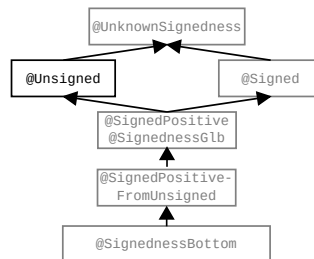 @UnknownSignedness
@Unsigned
@Signed
@SignedPositive
@SignednessGlb
@SignedPositive-
FromUnsigned
@SignednessBottom